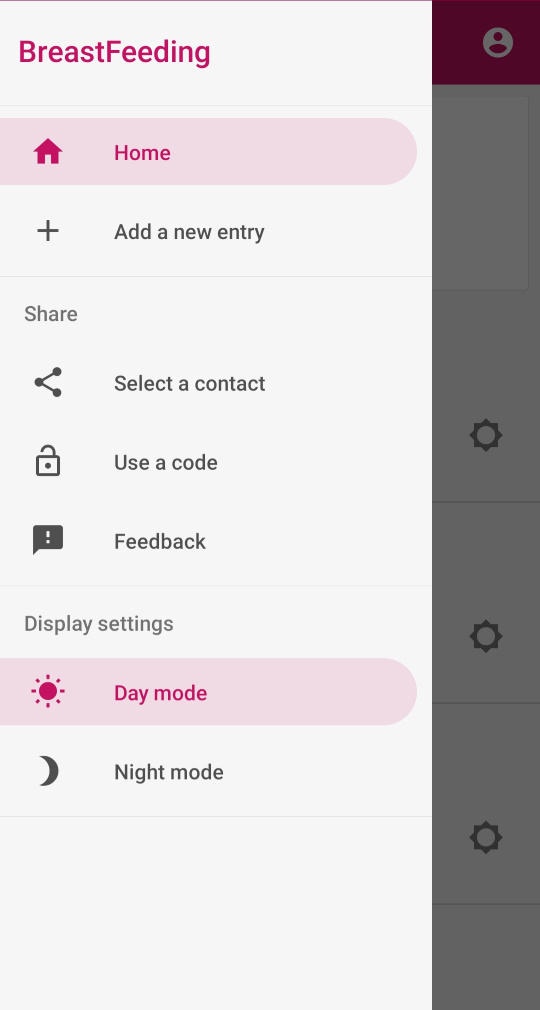 BreastFeeding
Home
Add a new entry
Share
Select a contact
Use a code
Feedback
Display settings
Day mode
Night mode